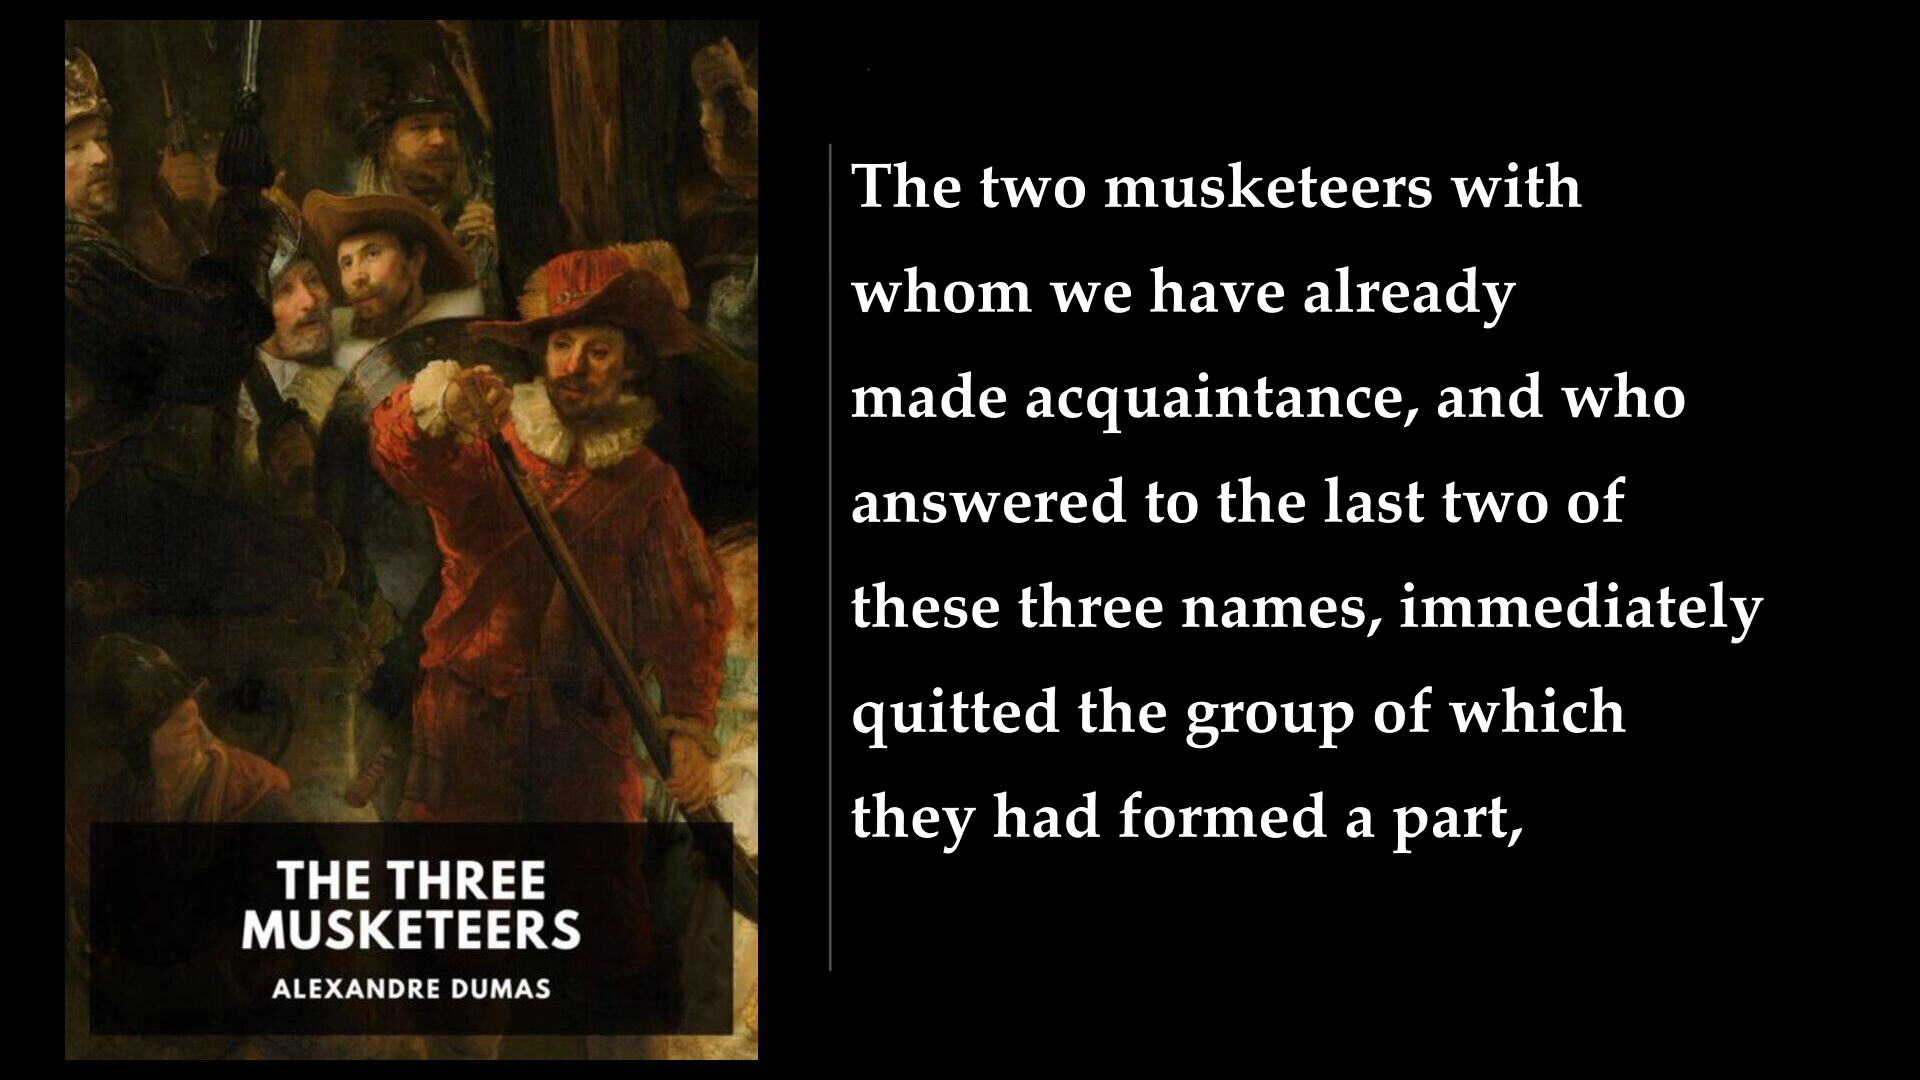 THE THREE
MUSKETEERS
ALEXANDRE DUMAS
The two musketeers with
whom we have already
made acquaintance, and who
answered to the last two of
these three names, immediately
quitted the group of which
they had formed a part,